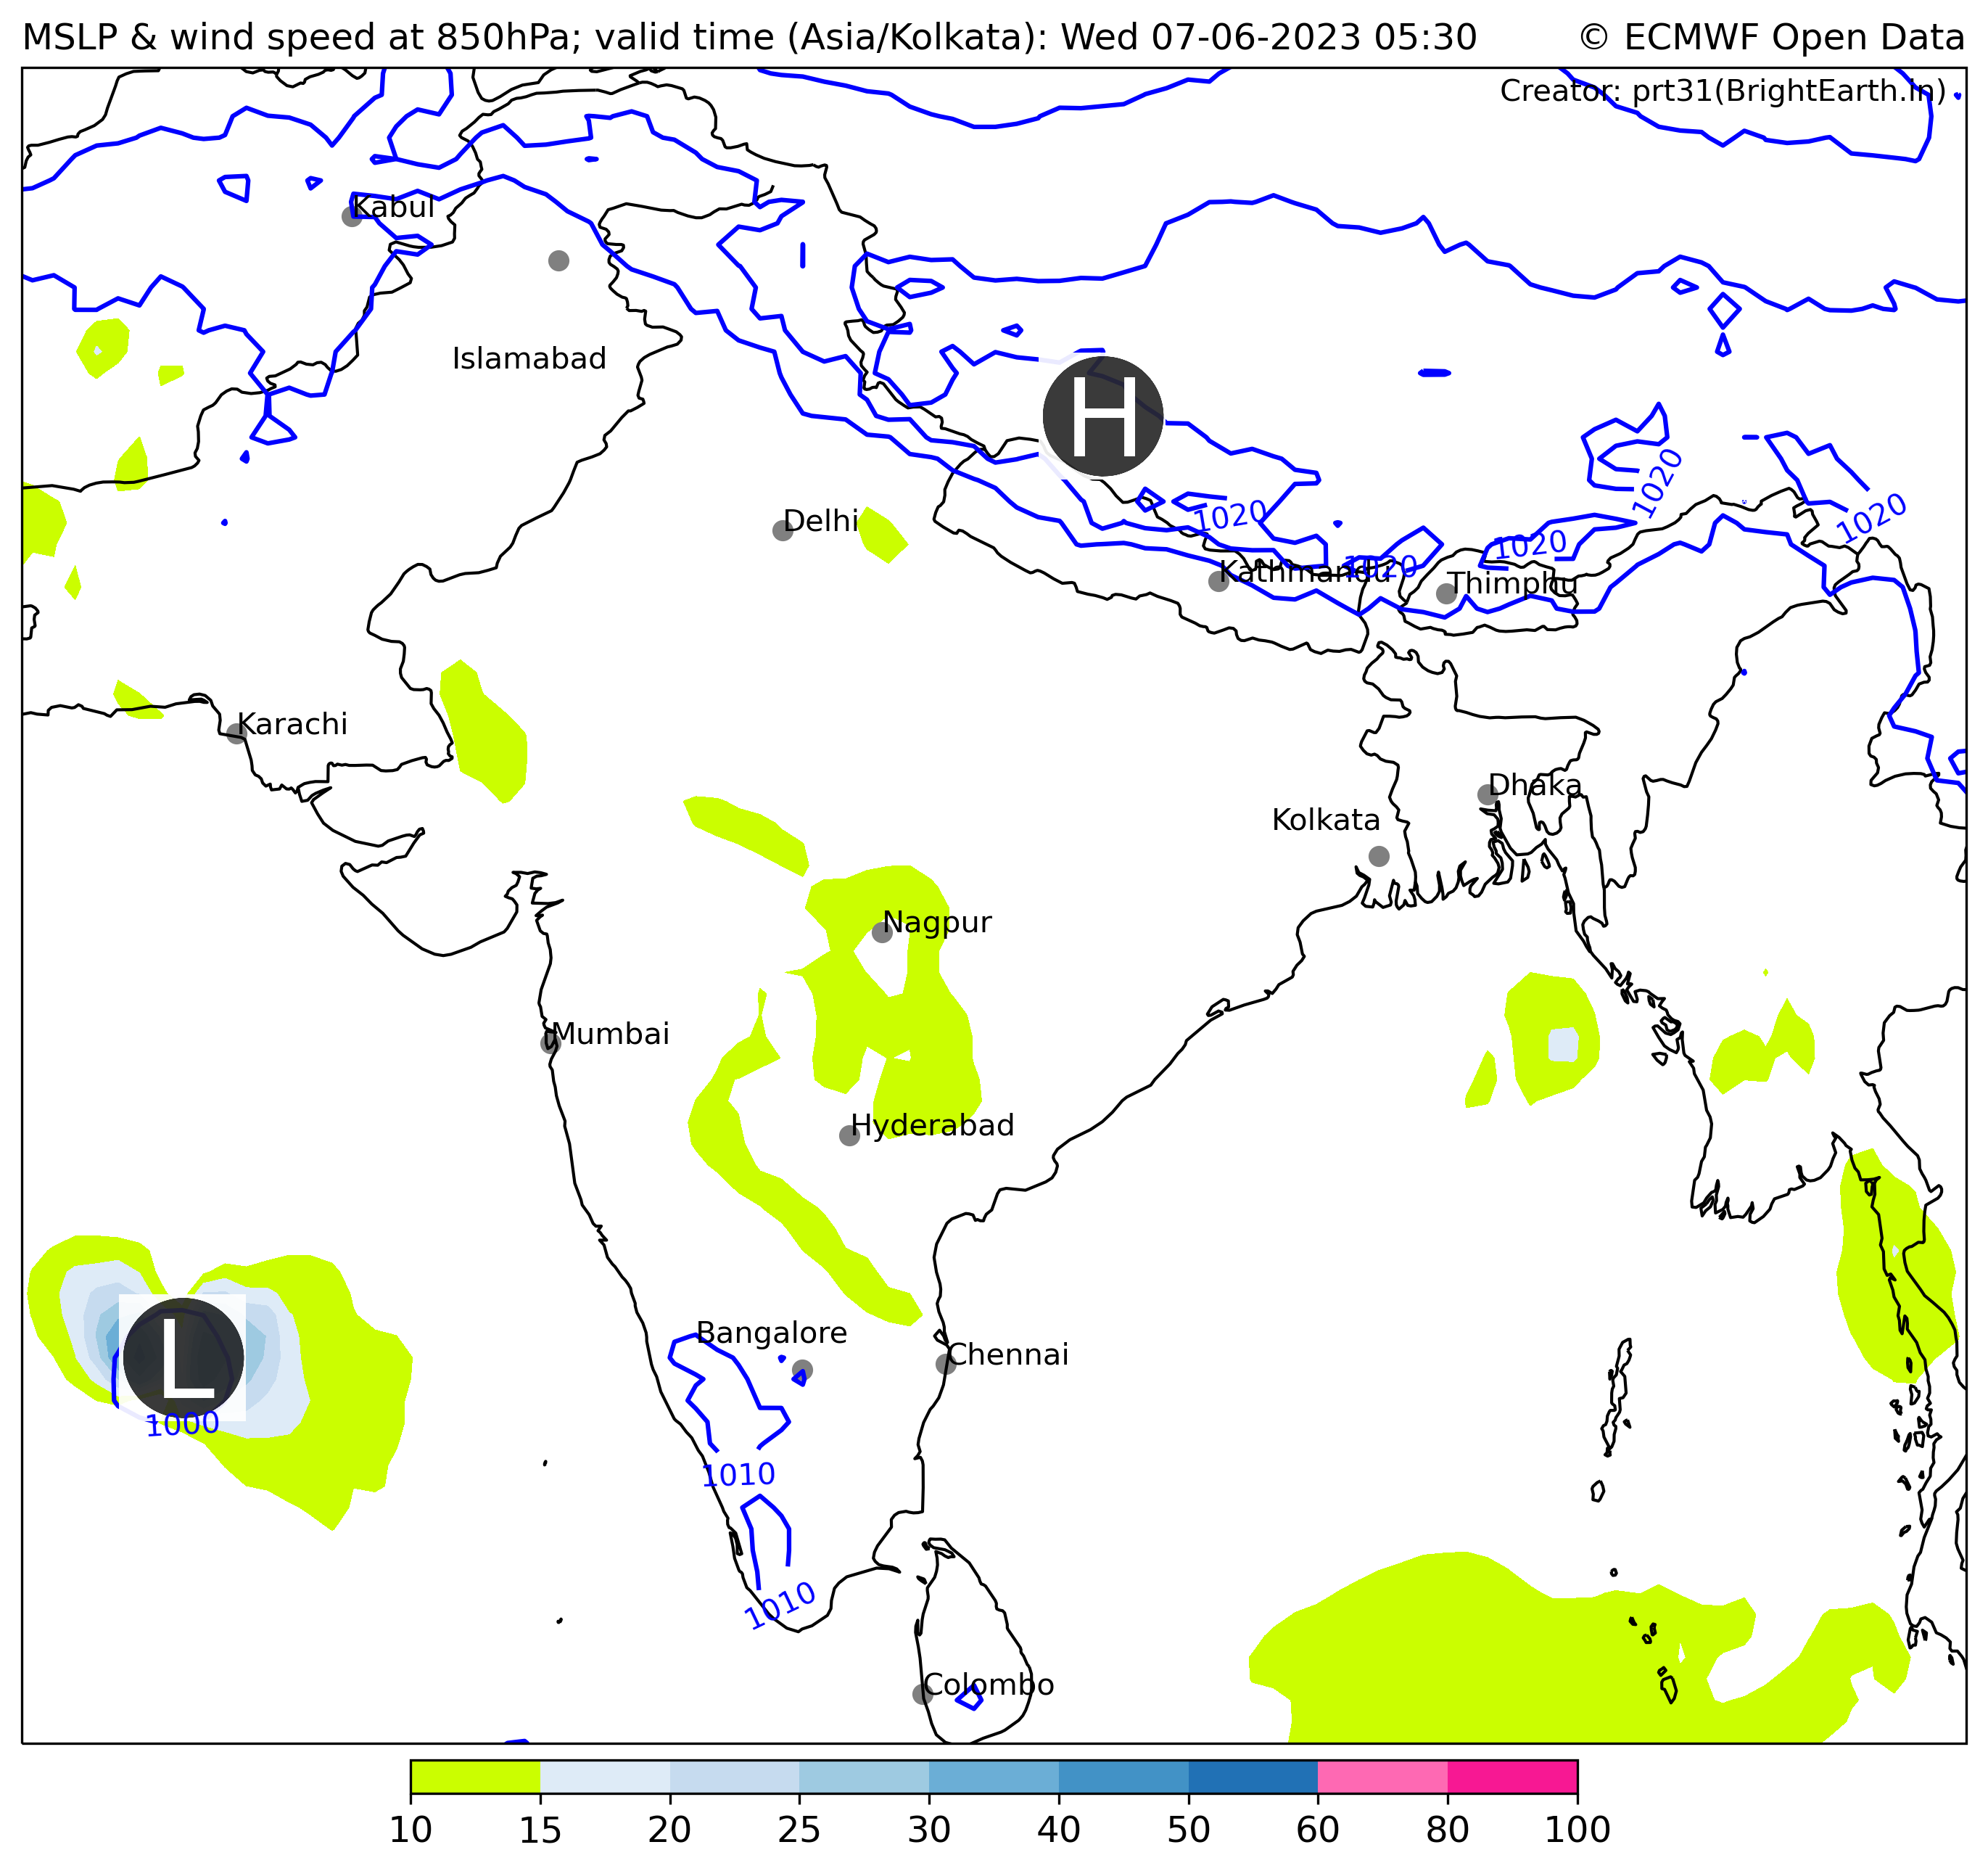 MSLP & wind speed at 850hPa; valid time (Asia/Kolkata): Wed 07-06-2023 05:30
© ECMWF Open Data
Creator: prt31(BrightEarth.in)
Kabul
Islamabad
H
1020
1020
1020
Delhi
1020
1020
Kathmandu
Thimphu
Karachi
Dhaka
Kolkata
Nagpur
Mumbai
Hyderabad
Bangalore
Chennai
L
1000
1010
1010
Colombo
10 15 20 25 30 40 50 60 80 100